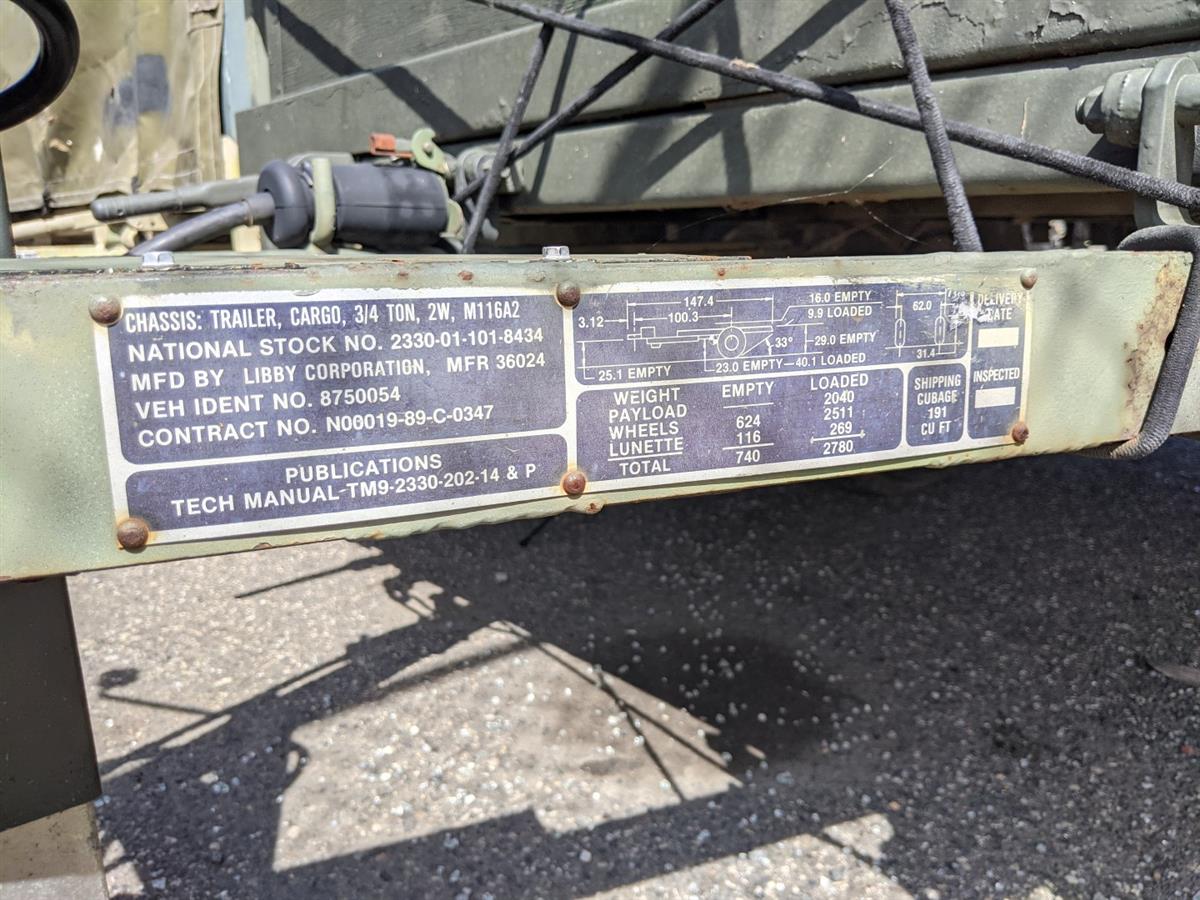 CHASSIS: TRAILER, CARGO, 3/4 TON, 2W, M116A2
NATIONAL STOCK NO. 2330-01-101-8434
MFD BY LIBBY CORPORATION, MFR 36024
VEH IDENT NO. 8750054
CONTRACT NO. N00019-89-C-0347
PUBLICATIONS
TECH MANUAL-TM9-2330-202-14 & P
147.4
3.12
100.3
16.0 EMPTY
9.9 LOADED
33°
29.0 EMPTY
25.1 EMPTY
23.0 EMPTY-40.1 LOADED
62.0
31.4
WEIGHT EMPTY LOADED
PAYLOAD 2040
WHEELS 624 2511
LUNETTE 116 269
TOTAL 740 2780
SHIPPING
CUBAGE
191
CU FT
DELIVERY
DATE
INSPECTED